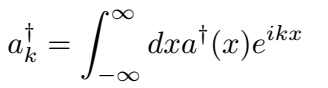 a_k^† = ∫_{-∞}^{∞} dx a^†(x) e^{ikx}